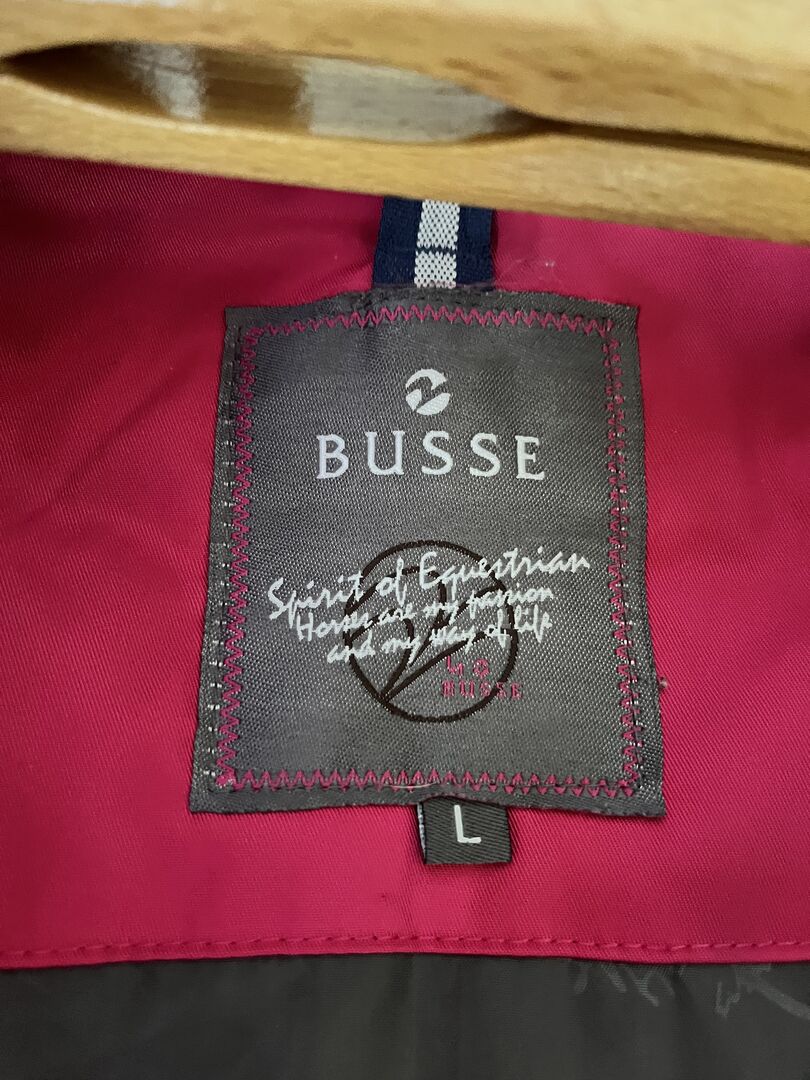 BUSSE
Spirit of Equestrian
Horses are my passion
and my way of life
BUSSE
L